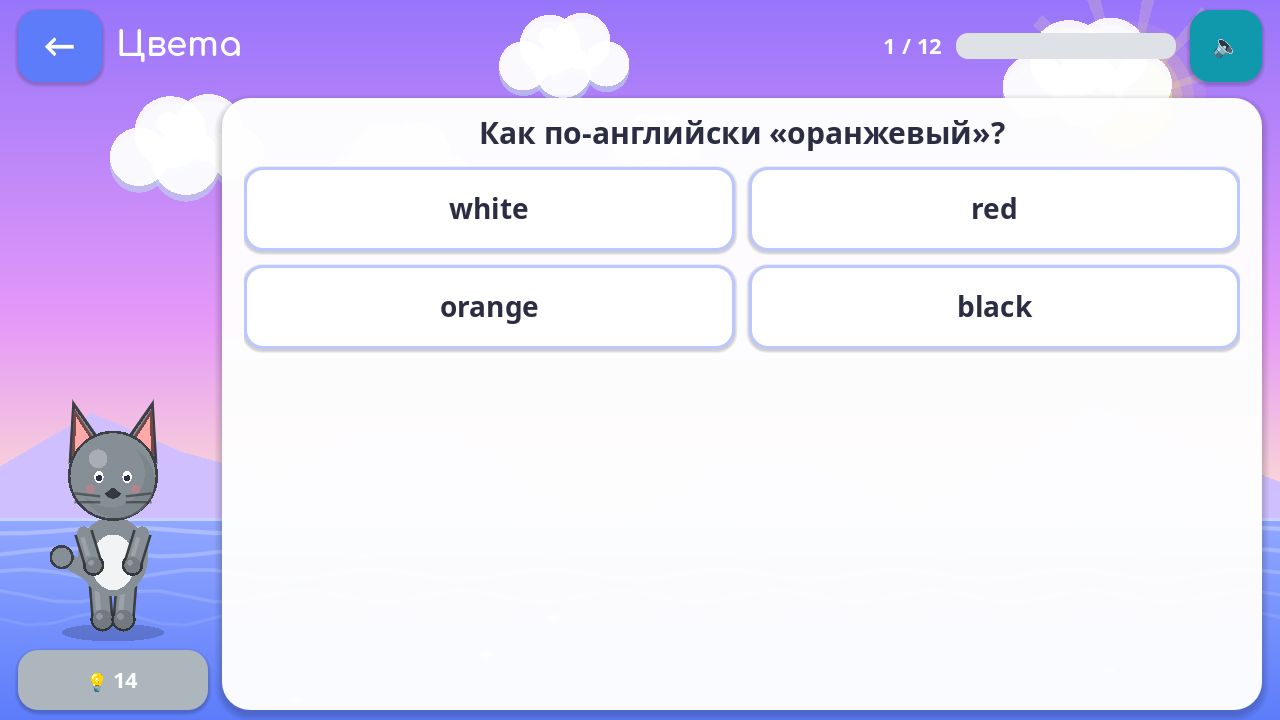 Цвета
1 / 12
Как по-английски «оранжевый»?
white
red
orange
black
14